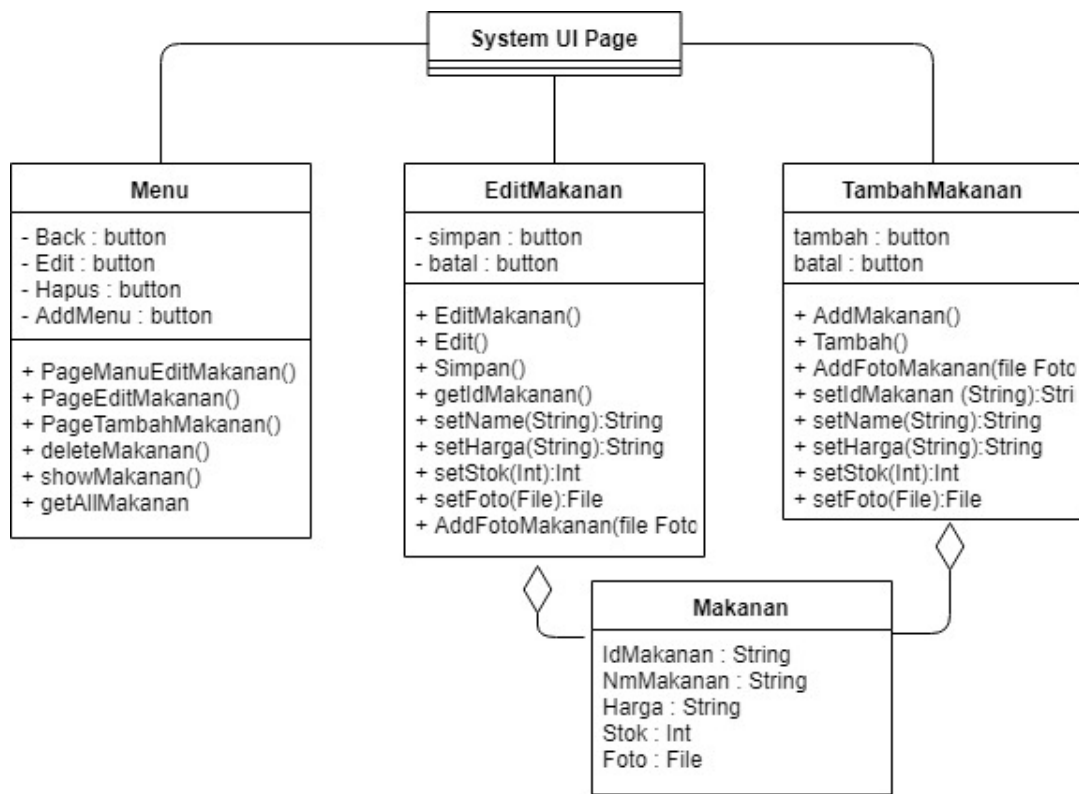 System UI Page
Menu
- Back : button
- Edit : button
- Hapus : button
- AddMenu : button
+ PageManuEditMakanan()
+ PageEditMakanan()
+ PageTambahMakanan()
+ deleteMakanan()
+ showMakanan()
+ getAllMakanan
EditMakanan
- simpan : button
- batal : button
+ EditMakanan()
+ Edit()
+ Simpan()
+ getIdMakanan()
+ setName(String):String
+ setHarga(String):String
+ setStok(Int):Int
+ setFoto(File):File
+ AddFotoMakanan(file Foto
TambahMakanan
tambah : button
batal : button
+ AddMakanan()
+ Tambah()
+ AddFotoMakanan(file Foto
+ setIdMakanan (String):Stri
+ setName(String):String
+ setHarga(String):String
+ setStok(Int):Int
+ setFoto(File):File
Makanan
IdMakanan : String
NmMakanan : String
Harga : String
Stok : Int
Foto : File